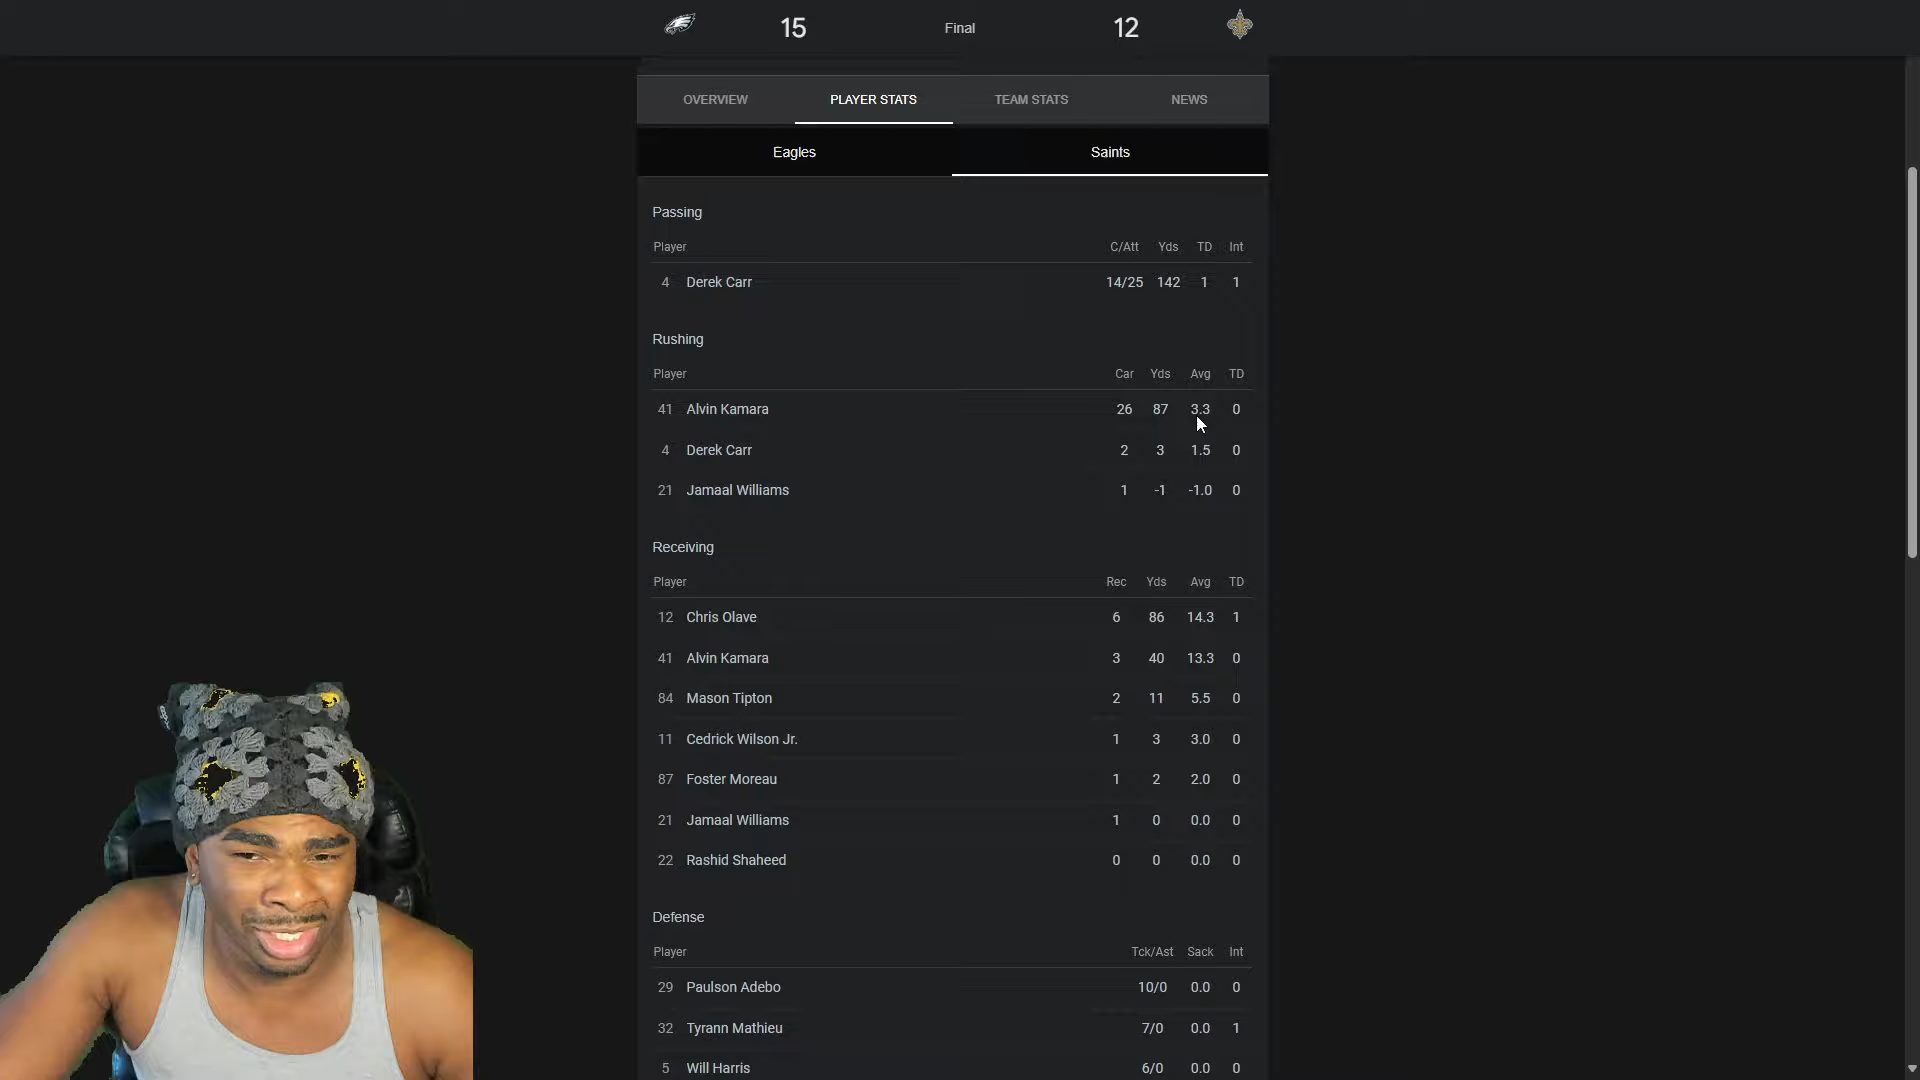 15 Final 12
OVERVIEW PLAYER STATS TEAM STATS NEWS
Eagles Saints
Passing
Player C/Att Yds TD Int
4 Derek Carr 14/25 142 1 1
Rushing
Player Car Yds Avg TD
41 Alvin Kamara 26 87 3.3 0
4 Derek Carr 2 3 1.5 0
21 Jamaal Williams 1 -1 -1.0 0
Receiving
Player Rec Yds Avg TD
12 Chris Olave 6 86 14.3 1
41 Alvin Kamara 3 40 13.3 0
84 Mason Tipton 2 11 5.5 0
11 Cedrick Wilson Jr. 1 3 3.0 0
87 Foster Moreau 1 2 2.0 0
21 Jamaal Williams 1 0 0.0 0
22 Rashid Shaheed 0 0 0.0 0
Defense
Player Tck/Ast Sack Int
29 Paulson Adebo 10/0 0.0 0
32 Tyrann Mathieu 7/0 0.0 1
5 Will Harris 6/0 0.0 0